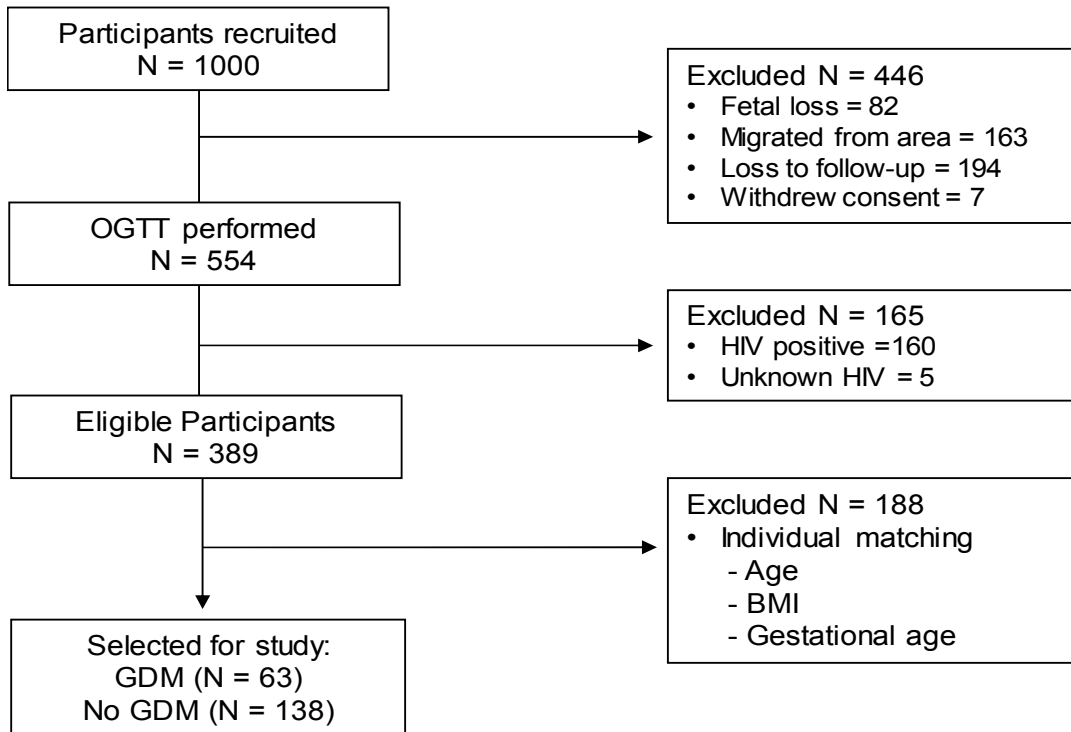 Participants recruited
N = 1000
Excluded N = 446
• Fetal loss = 82
• Migrated from area = 163
• Loss to follow-up = 194
• Withdrew consent = 7
OGTT performed
N = 554
Excluded N = 165
• HIV positive =160
• Unknown HIV = 5
Eligible Participants
N = 389
Excluded N = 188
• Individual matching
- Age
- BMI
- Gestational age
Selected for study:
GDM (N = 63)
No GDM (N = 138)